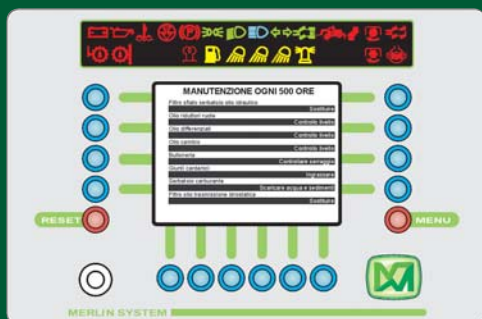 MANUTENZIONE OGNI 500 ORE
Filtro sfiato serbatoio olio idraulica
Sostituire
Olio riduttori ruote
Controllo livello
Olio differenziali
Controllo livello
Olio cambio
Controllo livello
Bulloneria
Controllare serraggio
Giunti cardanici
Ingrassare
Serbatoio carburante
Scaricare acqua e sedimenti
Filtro olio trasmissione idrostatica
Sostituire
RESET
MENU
MERLIN SYSTEM